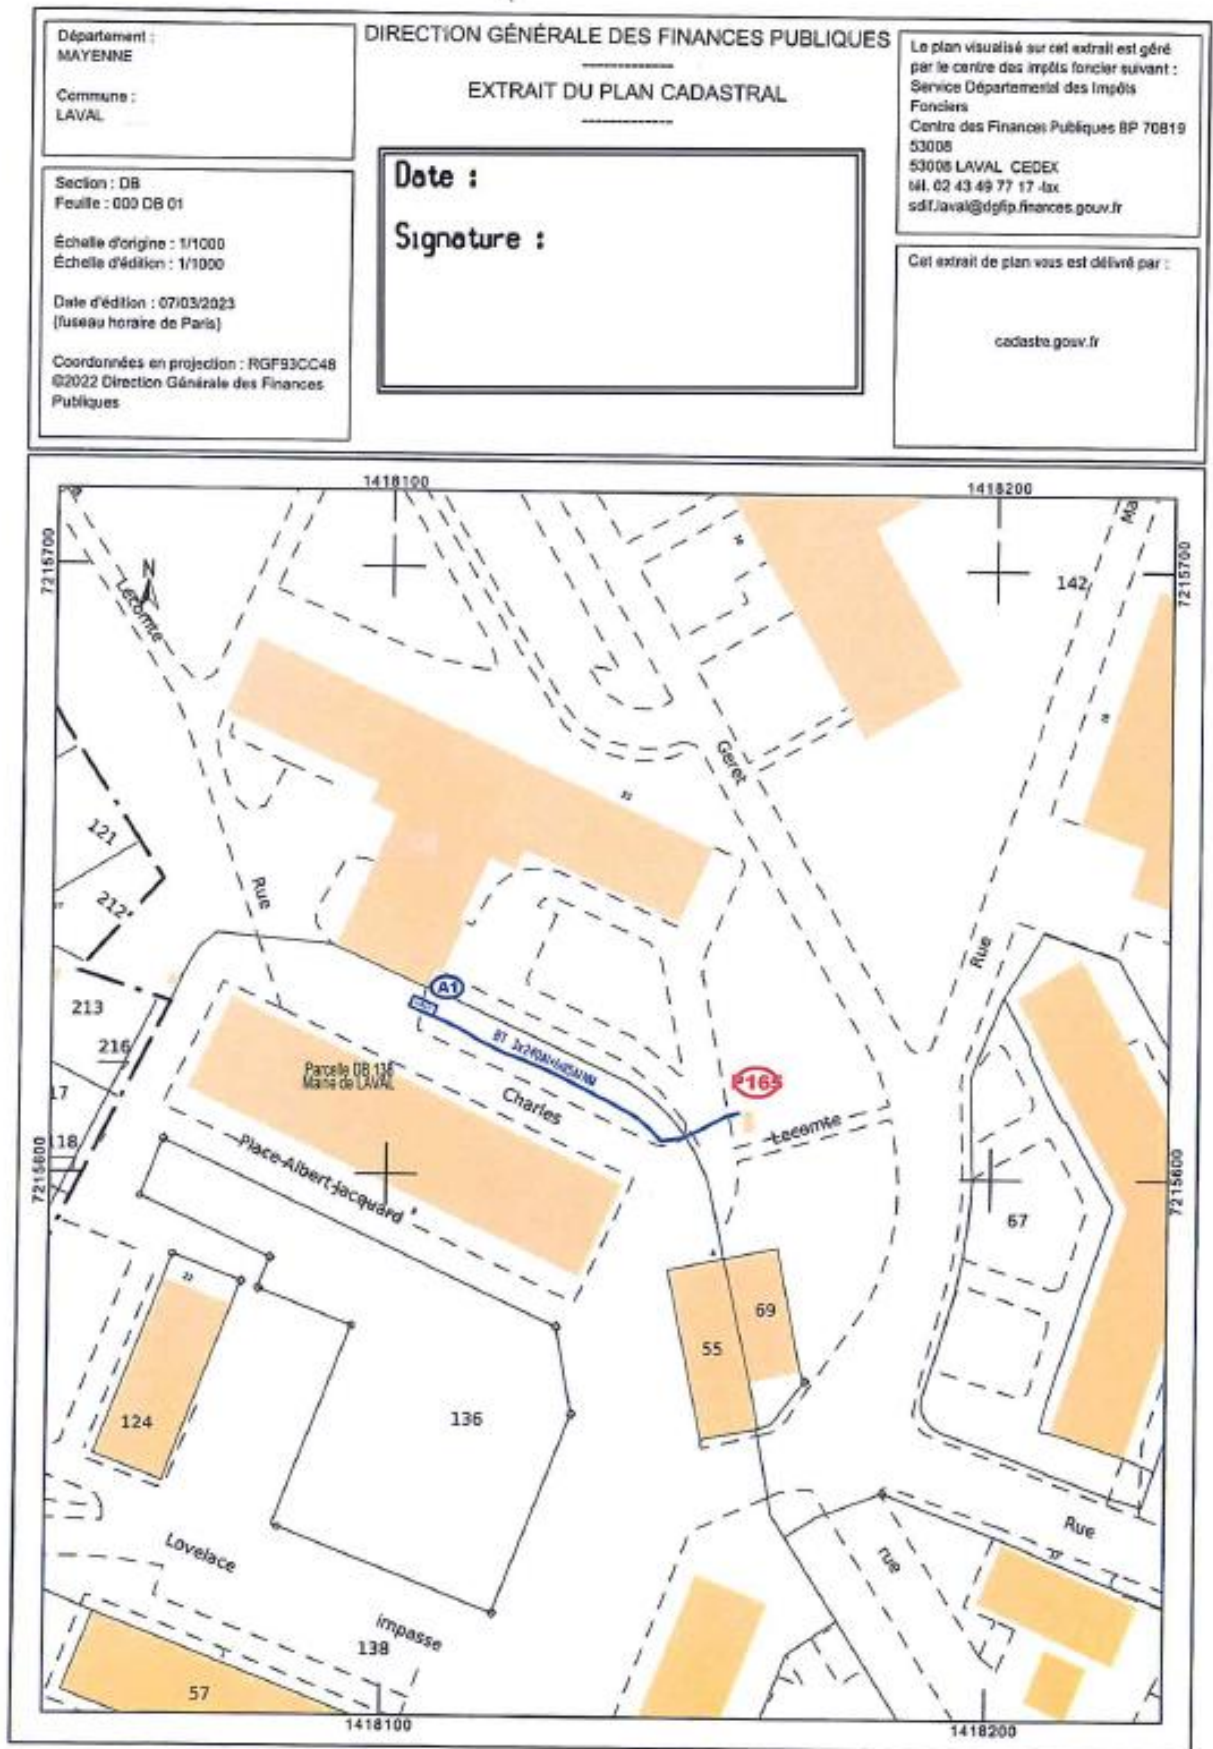 Département :
MAYENNE
Commune :
LAVAL
Section : DB
Feuille : 000 DB 01
Échelle d'origine : 1/1000
Échelle d'édition : 1/1000
Date d'édition : 07/03/2023
(fuseau horaire de Paris)
Coordonnées en projection : RGF93CC48
©2022 Direction Générale des Finances
Publiques
DIRECTION GÉNÉRALE DES FINANCES PUBLIQUES
-------------
EXTRAIT DU PLAN CADASTRAL
-------------
Date :
Signature :
Le plan visualisé sur cet extrait est géré
par le centre des impôts foncier suivant :
Service Départemental des Impôts
Fonciers
Centre des Finances Publiques BP 70819
53008
53008 LAVAL CEDEX
tél. 02 43 49 77 17 -fax
sdif.laval@dgfip.finances.gouv.fr
Cet extrait de plan vous est délivré par :
cadastre.gouv.fr
1418100
1418200
7215700
7215700
N
Lecomte
Ma
142
Geret
121
212
Rue
Rue
213
216
A1
BT 3x240Al+1x95Al NM
P165
17
Parcelle DB 138
Mairie de LAVAL
Charles
Lecomte
118
Place Albert Jacquard
7215600
7215600
67
69
55
124
136
Rue
rue
Lovelace
impasse
138
57
1418100
1418200